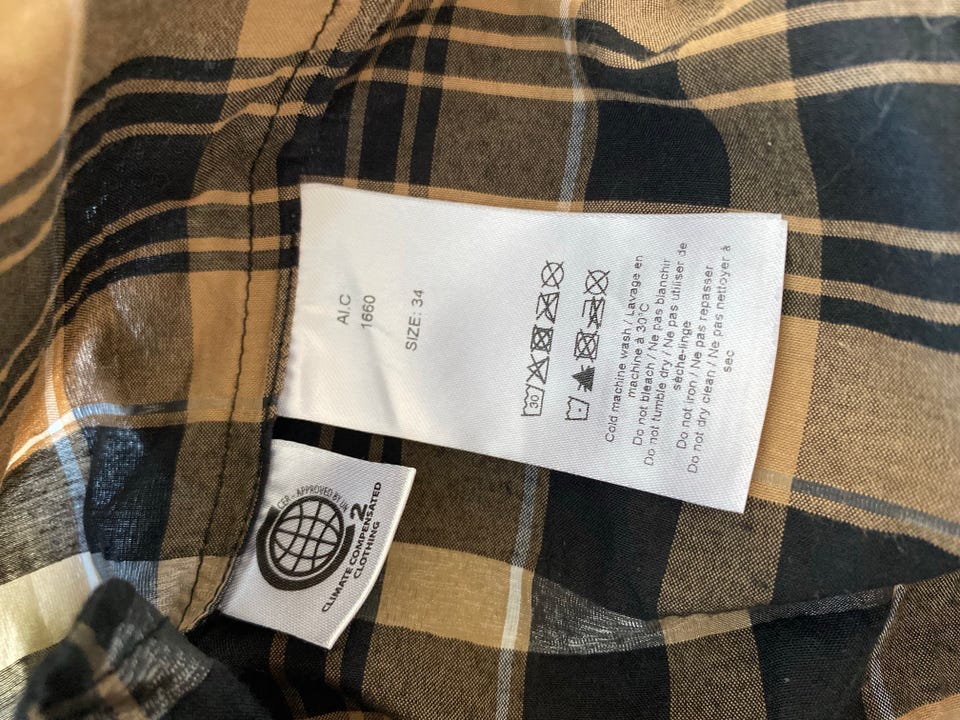 AI.C
1660
SIZE: 34
30
Cold machine wash / Lavage en
machine à 30°C
Do not bleach / Ne pas blanchir
Do not tumble dry / Ne pas utiliser de
sèche-linge
Do not iron / Ne pas repasser
Do not dry clean / Ne pas nettoyer à
sec
CER - APPROVED BY UN
2
CLIMATE COMPENSATED
CLOTHING